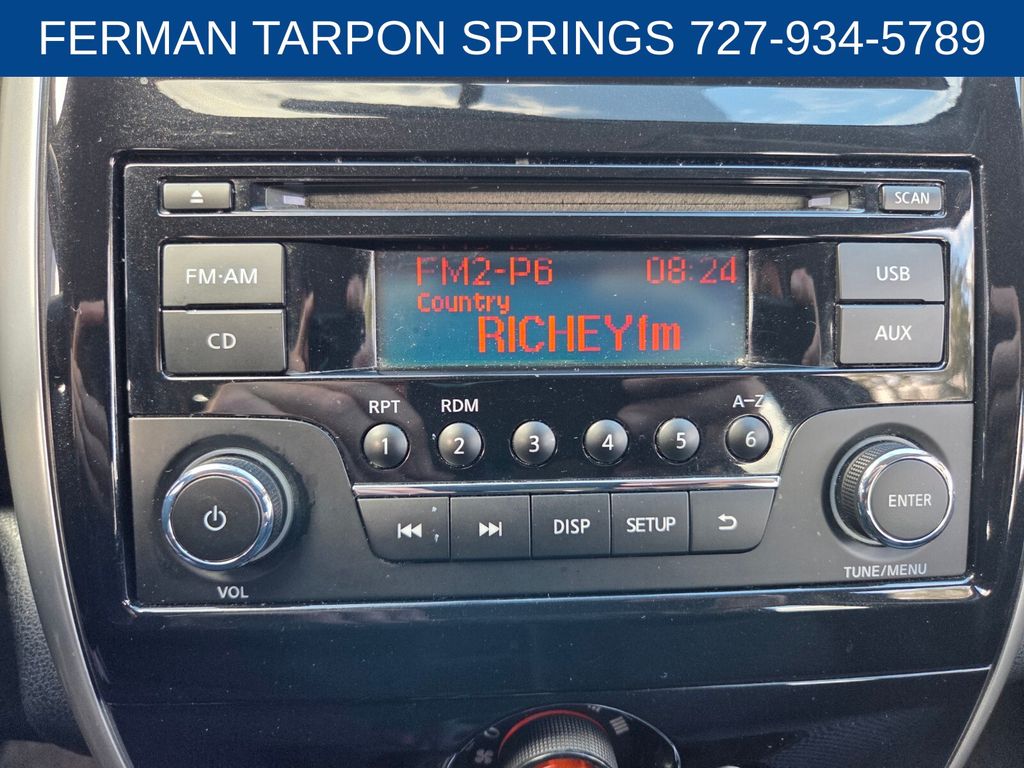 FERMAN TARPON SPRINGS 727-934-5789
SCAN
FM·AM
FM2-P6 08:24
USB
Country
RICHEYfm
CD
AUX
RPT RDM A-Z
1 2 3 4 5 6
ENTER
DISP SETUP
TUNE/MENU
VOL